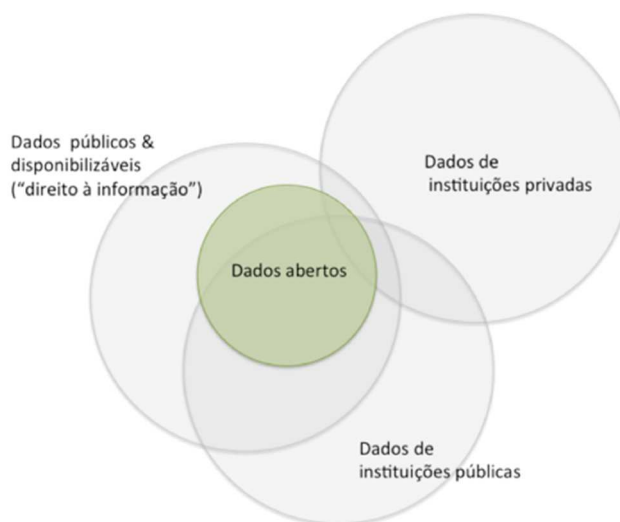 Dados públicos &
disponibilizáveis
("direito à informação")
Dados de
instituições privadas
Dados abertos
Dados de
instituições públicas